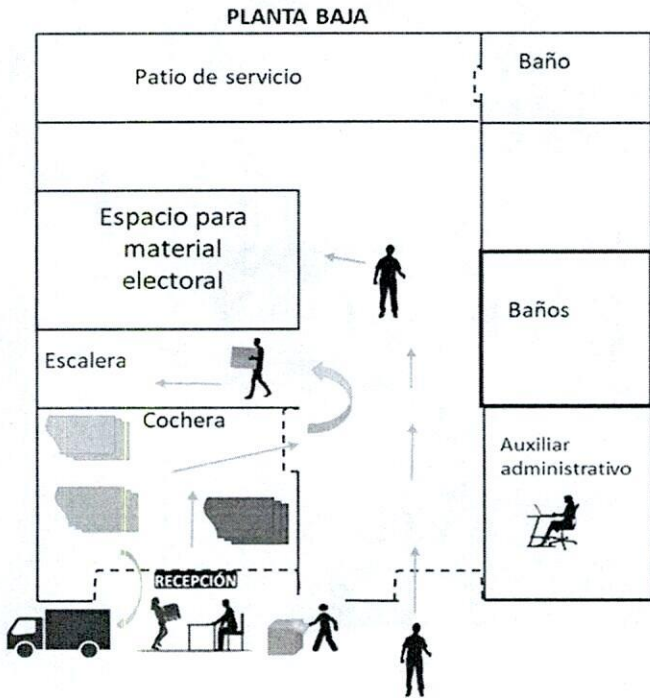 PLANTA BAJA
Patio de servicio
Baño
Espacio para
material
electoral
Baños
Escalera
Cochera
Auxiliar
administrativo
RECEPCIÓN